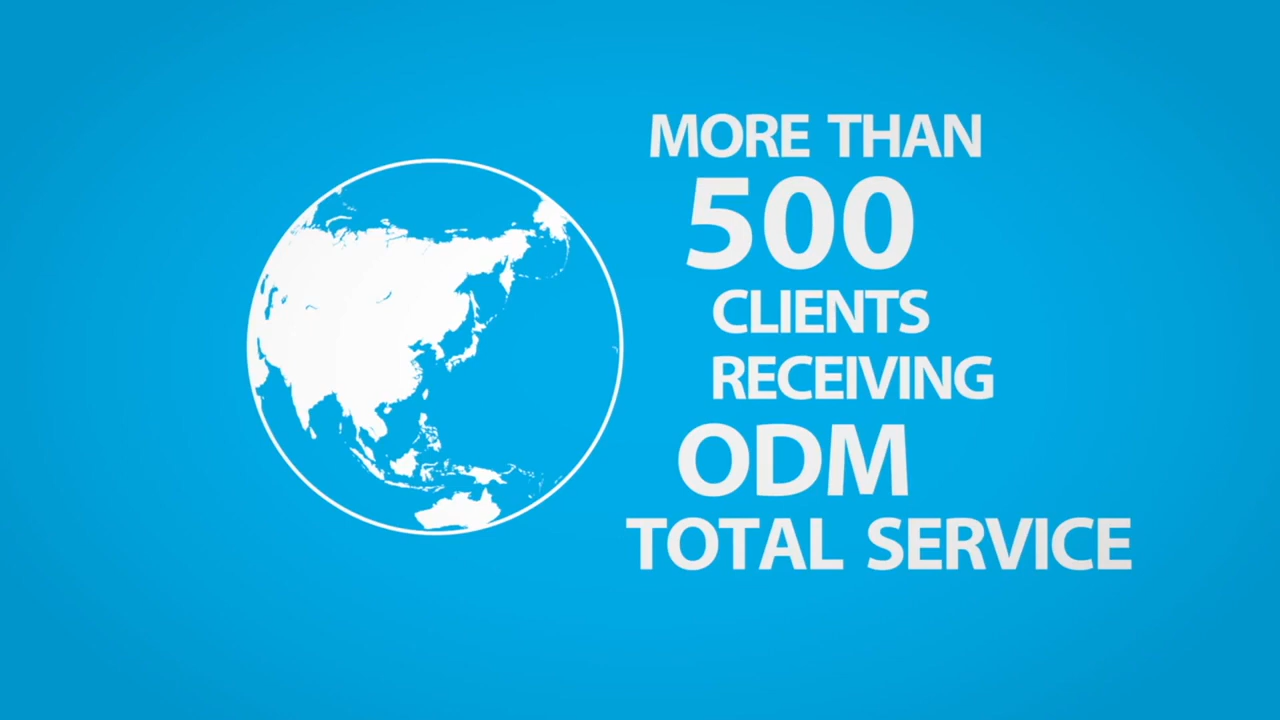 MORE THAN
500
CLIENTS
RECEIVING
ODM
TOTAL SERVICE